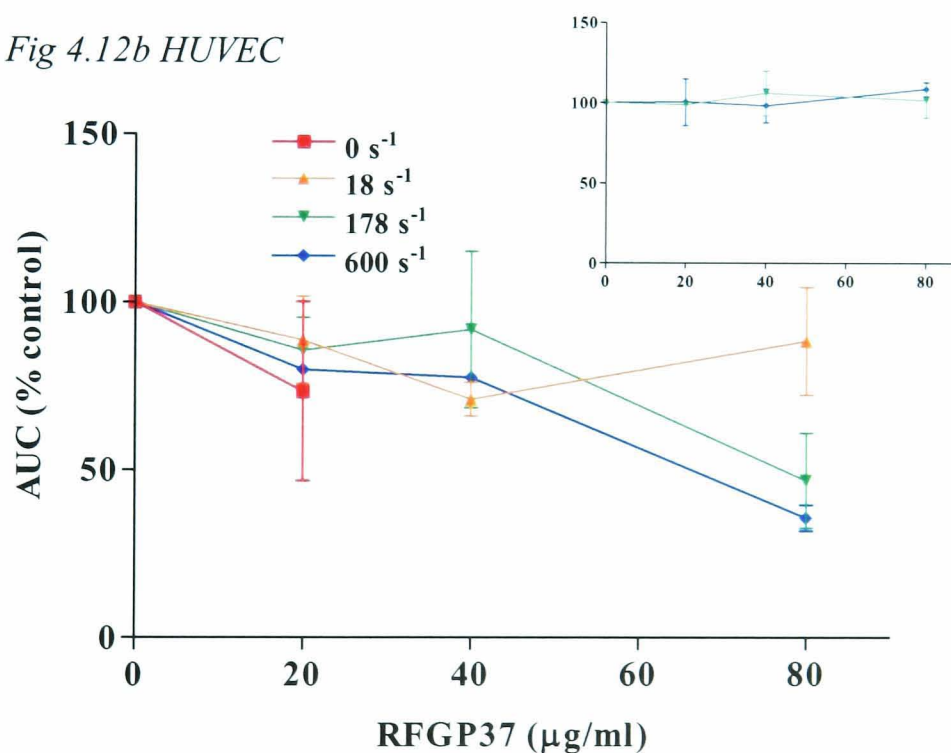 Fig 4.12b HUVEC
150
100
50
0
0 20 40 60 80
150
100
50
0
0 20 40 60 80
0 s⁻¹
18 s⁻¹
178 s⁻¹
600 s⁻¹
AUC (% control)
RFGP37 (μg/ml)